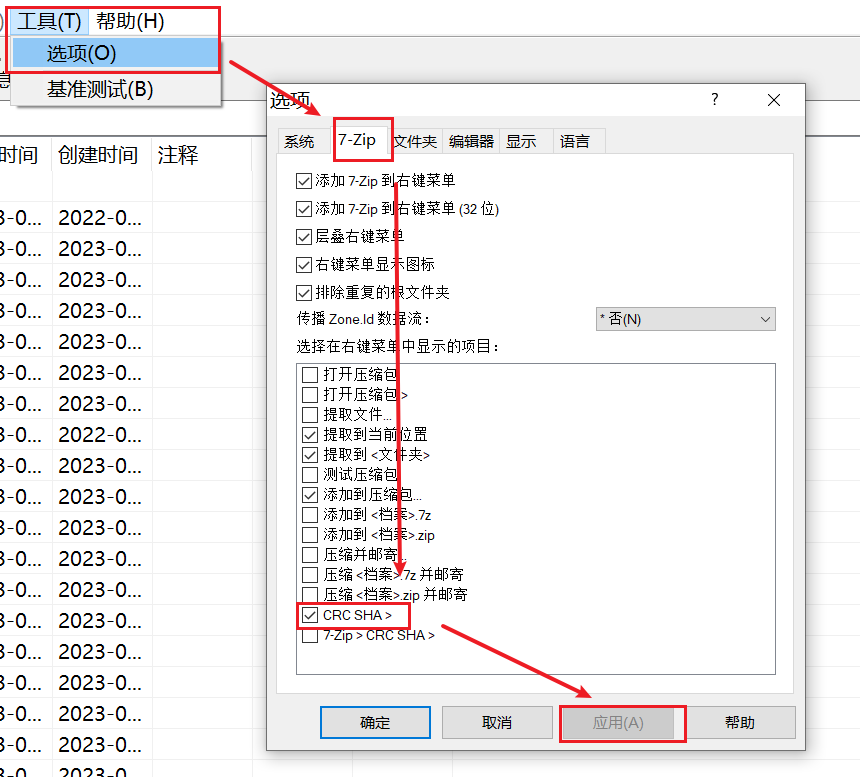 工具(T) 帮助(H)
选项(O)
基准测试(B)
时间 创建时间 注释
3-0... 2022-0...
3-0... 2023-0...
3-0... 2023-0...
3-0... 2023-0...
3-0... 2023-0...
3-0... 2023-0...
3-0... 2023-0...
3-0... 2022-0...
3-0... 2023-0...
3-0... 2023-0...
3-0... 2023-0...
3-0... 2023-0...
3-0... 2023-0...
3-0... 2023-0...
3-0... 2023-0...
3-0... 2023-0...
3-0... 2023-0...
3-0... 2023-0...
3-0... 2023-0...
选项 ?
系统 7-Zip 文件夹 编辑器 显示 语言
添加 7-Zip 到右键菜单
添加 7-Zip 到右键菜单 (32 位)
层叠右键菜单
右键菜单显示图标
排除重复的根文件夹
传播 Zone.Id 数据流： * 否(N)
选择在右键菜单中显示的项目：
打开压缩包
打开压缩包 >
提取文件...
提取到当前位置
提取到 <文件夹>
测试压缩包
添加到压缩包...
添加到 <档案>.7z
添加到 <档案>.zip
压缩并邮寄...
压缩 <档案>.7z 并邮寄
压缩 <档案>.zip 并邮寄
CRC SHA >
7-Zip > CRC SHA >
确定 取消 应用(A) 帮助